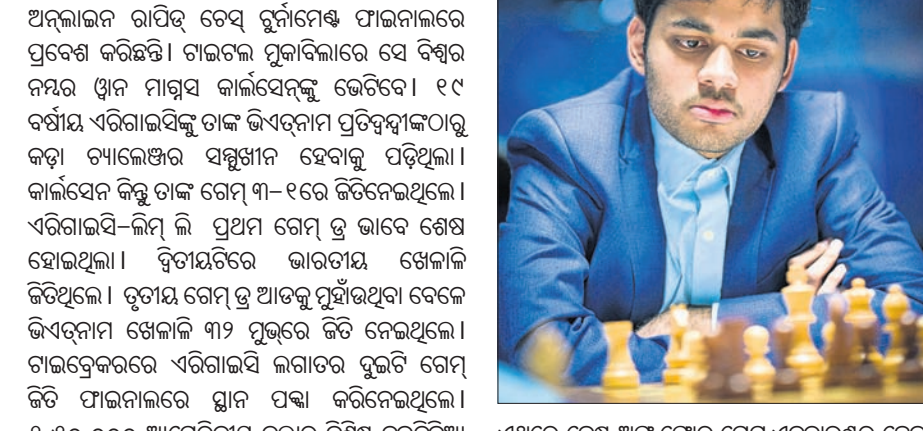 ଅନ୍‌ଲାଇନ ରାପିଡ୍ ଚେସ୍ ଟୁର୍ନାମେଣ୍ଟ ଫାଇନାଲରେ
ପ୍ରବେଶ କରିଛନ୍ତି। ଟାଇଟଲ ମୁକାବିଲାରେ ସେ ବିଶ୍ୱର
ନମ୍ବର ୱାନ ମାଗ୍ନସ କାର୍ଲସେନ୍‌ଙ୍କୁ ଭେଟିବେ। ୧୯
ବର୍ଷୀୟ ଏରିଗାଇସିଙ୍କୁ ତାଙ୍କ ଭିଏତ୍‌ନାମ ପ୍ରତିଦ୍ୱନ୍ଦ୍ୱୀଙ୍କଠାରୁ
କଡ଼ା ଚ୍ୟାଲେଞ୍ଜର ସମ୍ମୁଖୀନ ହେବାକୁ ପଡ଼ିଥିଲା।
କାର୍ଲସେନ କିନ୍ତୁ ତାଙ୍କ ଗେମ୍ ୩–୧ରେ ଜିତିନେଇଥିଲେ।
ଏରିଗାଇସି–ଲିମ୍ ଲି ପ୍ରଥମ ଗେମ୍ ଡ୍ର ଭାବେ ଶେଷ
ହୋଇଥିଲା। ଦ୍ୱିତୀୟଟିରେ ଭାରତୀୟ ଖେଳାଳି
ଜିତିଥିଲେ। ତୃତୀୟ ଗେମ୍ ଡ୍ର ଆଡକୁ ମୁହାଁଉଥିବା ବେଳେ
ଭିଏତ୍‌ନାମ ଖେଳାଳି ୩୨ ମୁଭ୍‌ରେ ଜିତି ନେଇଥିଲେ।
ଟାଇବ୍ରେକରରେ ଏରିଗାଇସି ଲଗାତର ଦୁଇଟି ଗେମ୍
ଜିତି ଫାଇନାଲରେ ସ୍ଥାନ ପକ୍କା କରିନେଇଥିଲେ।